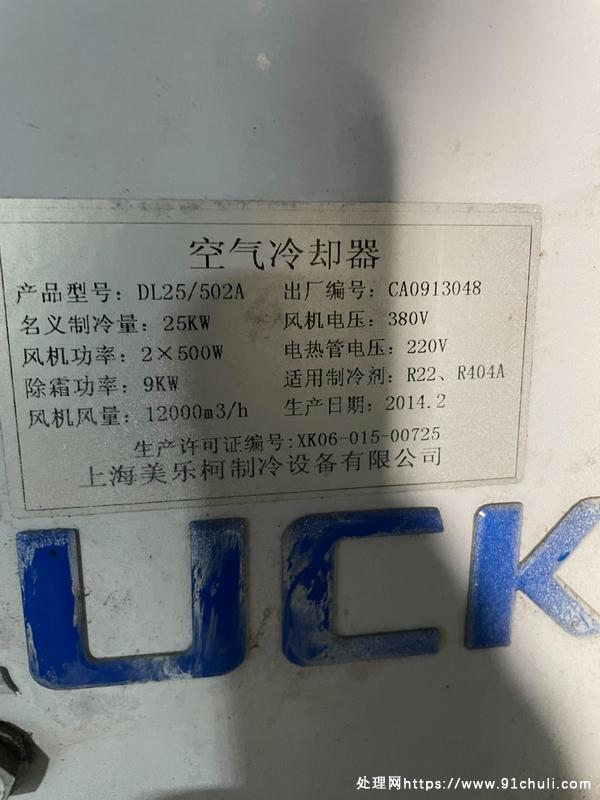 空气冷却器
产品型号: DL25/502A 出厂编号: CA0913048
名义制冷量: 25KW 风机电压: 380V
风机功率: 2×500W 电热管电压: 220V
除霜功率: 9KW 适用制冷剂: R22、R404A
风机风量: 12000m3/h 生产日期: 2014.2
生产许可证编号:XK06-015-00725
上海美乐柯制冷设备有限公司
UCK
处理网https://www.91chuli.com